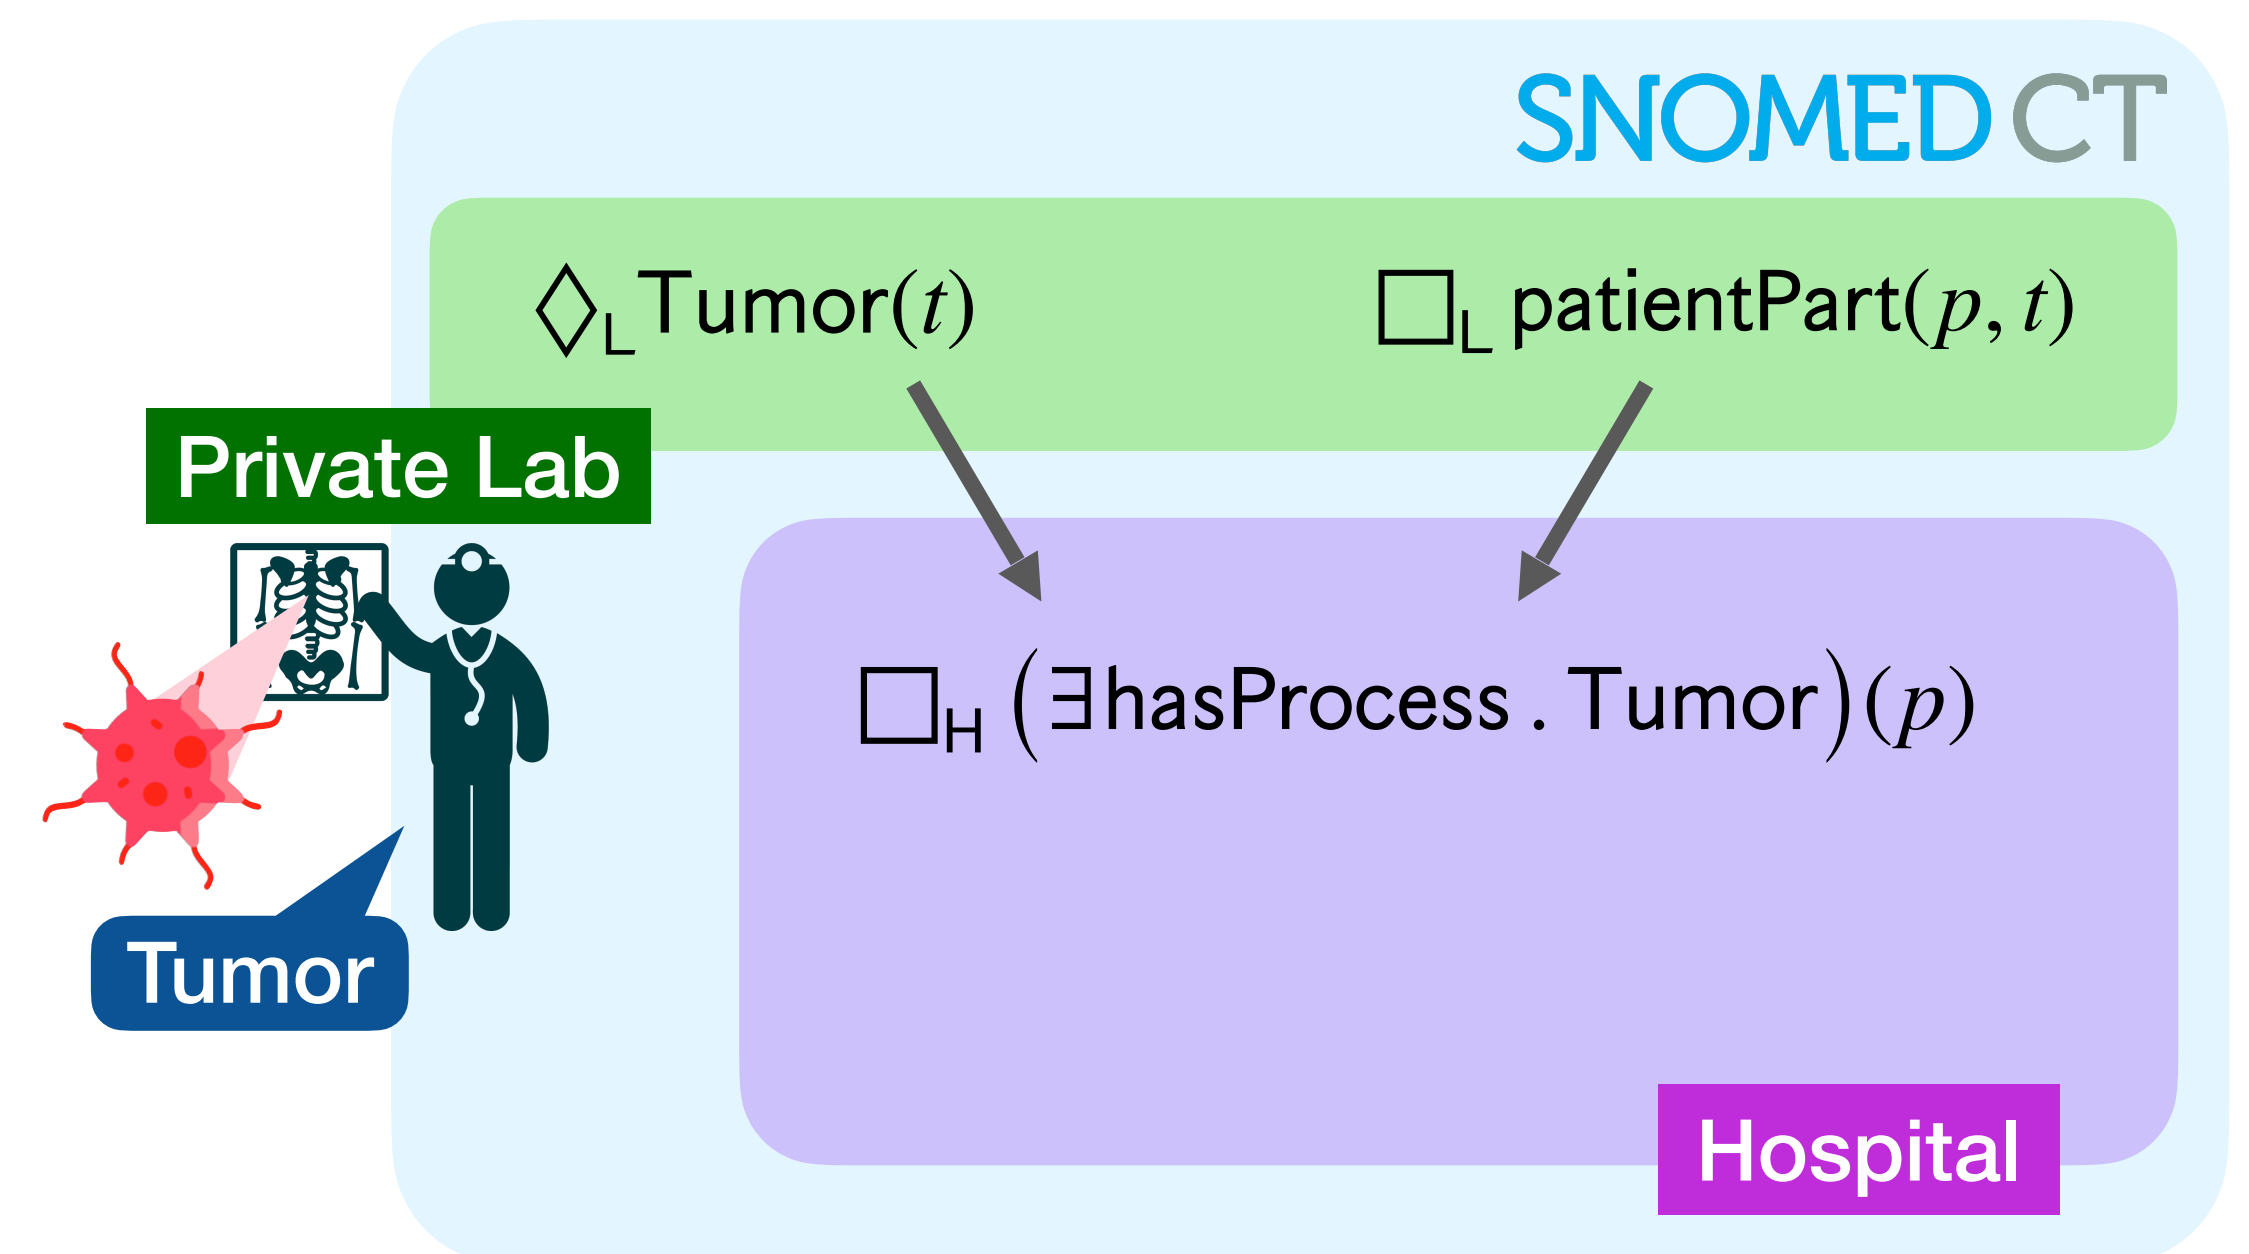 SNOMED CT
◇L Tumor(t)
□L patientPart(p, t)
Private Lab
□H (∃hasProcess . Tumor)(p)
Tumor
Hospital